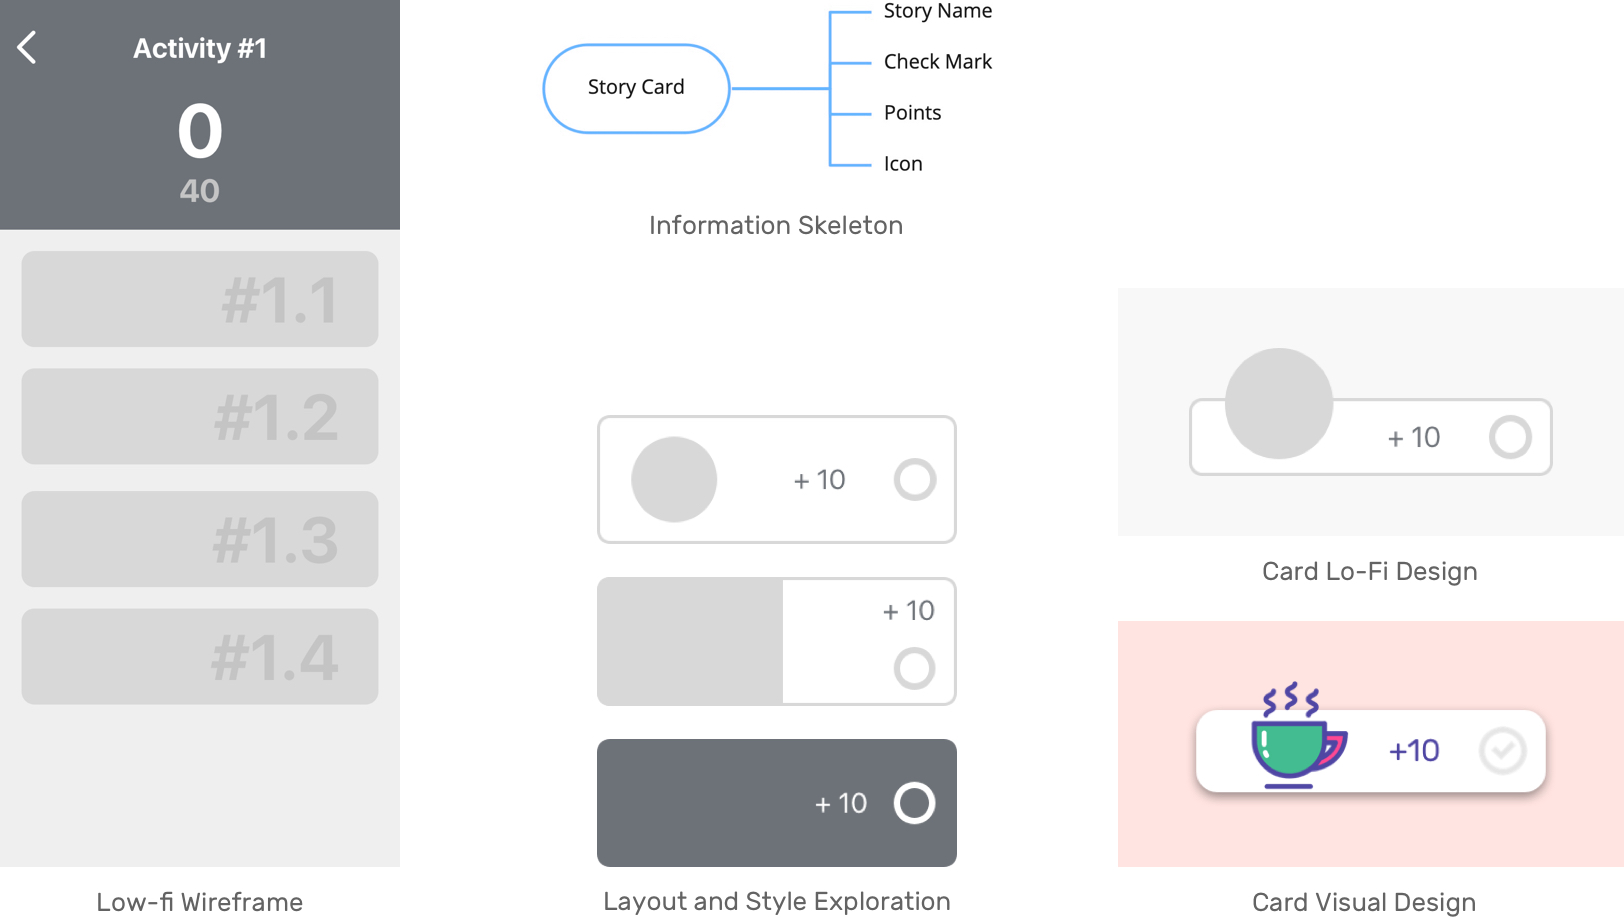 Activity #1
0
40
#1.1
#1.2
#1.3
#1.4
Low-fi Wireframe
Story Card
Story Name
Check Mark
Points
Icon
Information Skeleton
+ 10
+ 10
+ 10
Layout and Style Exploration
+ 10
Card Lo-Fi Design
+10
Card Visual Design